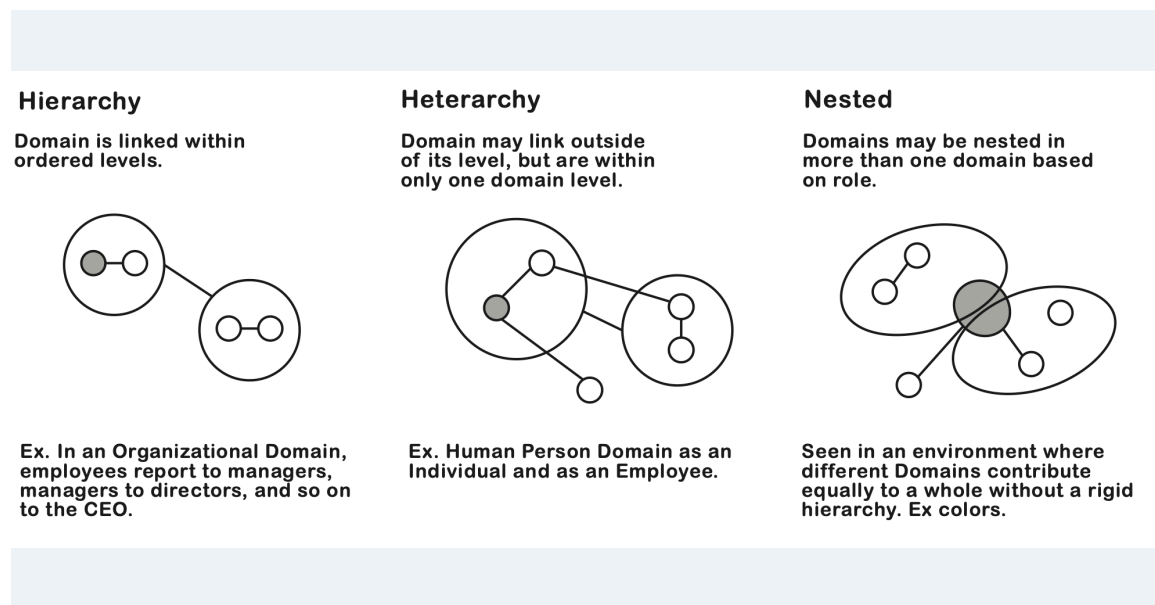 Hierarchy
Domain is linked within
ordered levels.
Ex. In an Organizational Domain,
employees report to managers,
managers to directors, and so on
to the CEO.
Heterarchy
Domain may link outside
of its level, but are within
only one domain level.
Ex. Human Person Domain as an
Individual and as an Employee.
Nested
Domains may be nested in
more than one domain based
on role.
Seen in an environment where
different Domains contribute
equally to a whole without a rigid
hierarchy. Ex colors.